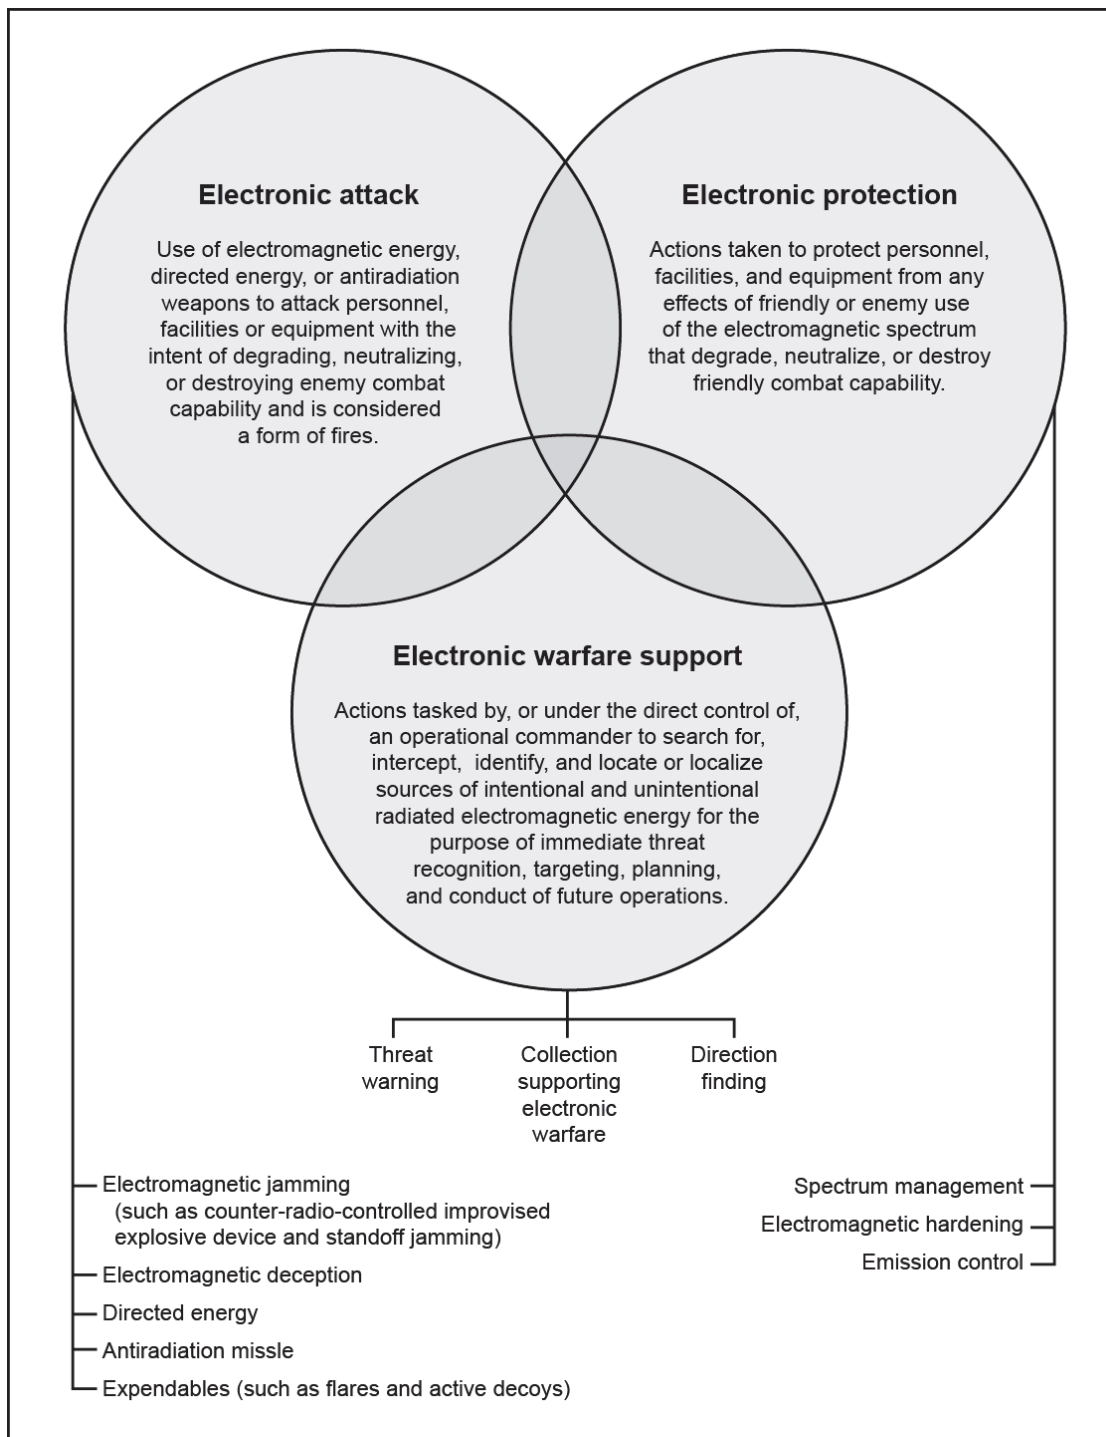 Electronic attack
Use of electromagnetic energy,
directed energy, or antiradiation
weapons to attack personnel,
facilities or equipment with the
intent of degrading, neutralizing,
or destroying enemy combat
capability and is considered
a form of fires.
Electronic protection
Actions taken to protect personnel,
facilities, and equipment from any
effects of friendly or enemy use
of the electromagnetic spectrum
that degrade, neutralize, or destroy
friendly combat capability.
Electronic warfare support
Actions tasked by, or under the direct control of,
an operational commander to search for,
intercept, identify, and locate or localize
sources of intentional and unintentional
radiated electromagnetic energy for the
purpose of immediate threat
recognition, targeting, planning,
and conduct of future operations.
Threat
warning
Collection
supporting
electronic
warfare
Direction
finding
Electromagnetic jamming
(such as counter-radio-controlled improvised
explosive device and standoff jamming)
Electromagnetic deception
Directed energy
Antiradiation missle
Expendables (such as flares and active decoys)
Spectrum management
Electromagnetic hardening
Emission control